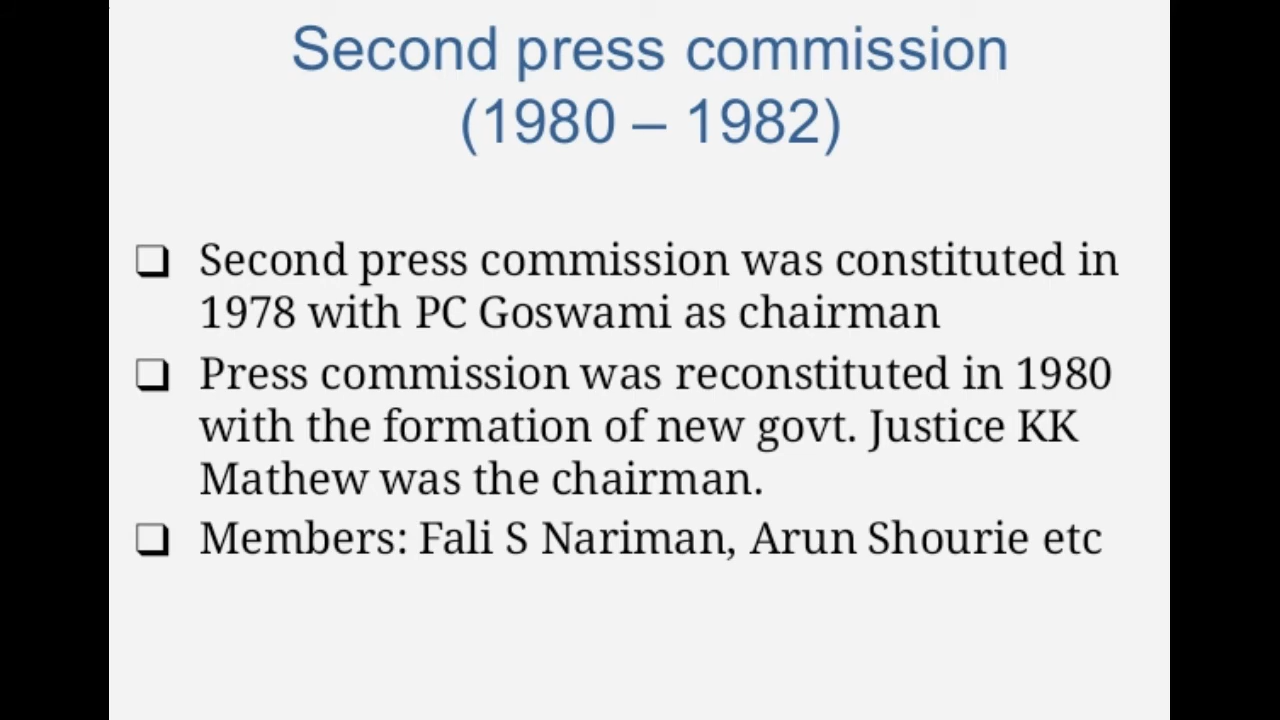 Second press commission
(1980 – 1982)
❑ Second press commission was constituted in
1978 with PC Goswami as chairman
❑ Press commission was reconstituted in 1980
with the formation of new govt. Justice KK
Mathew was the chairman.
❑ Members: Fali S Nariman, Arun Shourie etc